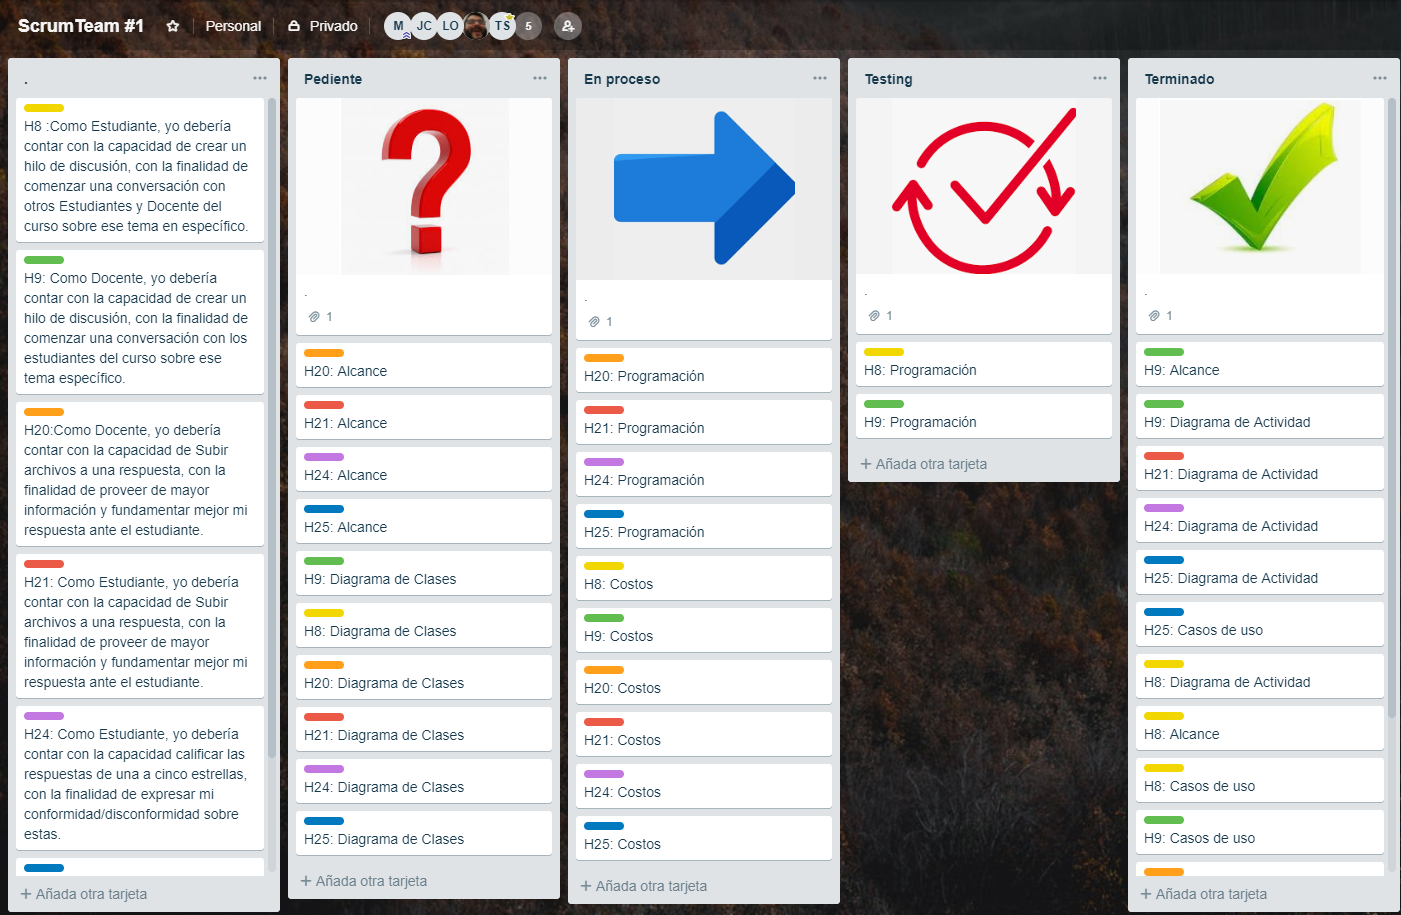 ScrumTeam #1
Personal
Privado
M
JC
LO
TS
5
.
H8 :Como Estudiante, yo debería
contar con la capacidad de crear un
hilo de discusión, con la finalidad de
comenzar una conversación con
otros Estudiantes y Docente del
curso sobre ese tema en específico.
H9: Como Docente, yo debería
contar con la capacidad de crear un
hilo de discusión, con la finalidad de
comenzar una conversación con los
estudiantes del curso sobre ese
tema específico.
H20:Como Docente, yo debería
contar con la capacidad de Subir
archivos a una respuesta, con la
finalidad de proveer de mayor
información y fundamentar mejor mi
respuesta ante el estudiante.
H21: Como Estudiante, yo debería
contar con la capacidad de Subir
archivos a una respuesta, con la
finalidad de proveer de mayor
información y fundamentar mejor mi
respuesta ante el estudiante.
H24: Como Estudiante, yo debería
contar con la capacidad calificar las
respuestas de una a cinco estrellas,
con la finalidad de expresar mi
conformidad/disconformidad sobre
estas.
+ Añada otra tarjeta
Pediente
.
1
H20: Alcance
H21: Alcance
H24: Alcance
H25: Alcance
H9: Diagrama de Clases
H8: Diagrama de Clases
H20: Diagrama de Clases
H21: Diagrama de Clases
H24: Diagrama de Clases
H25: Diagrama de Clases
+ Añada otra tarjeta
En proceso
.
1
H20: Programación
H21: Programación
H24: Programación
H25: Programación
H8: Costos
H9: Costos
H20: Costos
H21: Costos
H24: Costos
H25: Costos
+ Añada otra tarjeta
Testing
.
1
H8: Programación
H9: Programación
+ Añada otra tarjeta
Terminado
.
1
H9: Alcance
H9: Diagrama de Actividad
H21: Diagrama de Actividad
H24: Diagrama de Actividad
H25: Diagrama de Actividad
H25: Casos de uso
H8: Diagrama de Actividad
H8: Alcance
H8: Casos de uso
H9: Casos de uso
+ Añada otra tarjeta